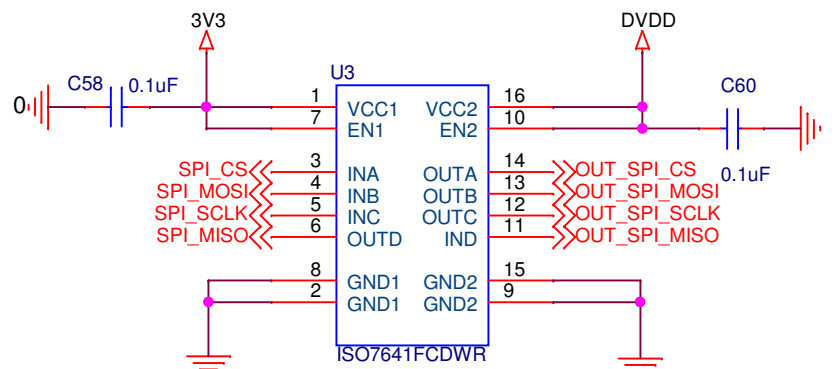 3V3
DVDD
U3
C58
0.1uF
C60
0
1
VCC1
VCC2
16
7
EN1
EN2
10
0.1uF
SPI_CS
3
INA
OUTA
14
OUT_SPI_CS
SPI_MOSI
4
INB
OUTB
13
OUT_SPI_MOSI
SPI_SCLK
5
INC
OUTC
12
OUT_SPI_SCLK
SPI_MISO
6
OUTD
IND
11
OUT_SPI_MISO
8
GND1
GND2
15
2
GND1
GND2
9
ISO7641FCDWR